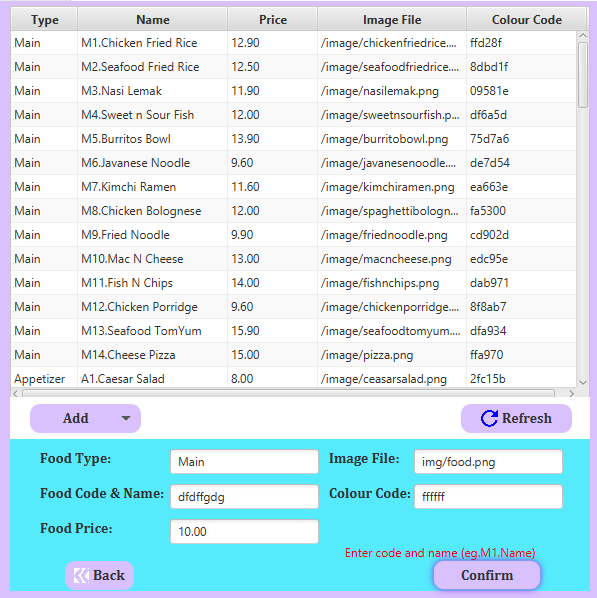 Type Name Price Image File Colour Code
Main M1.Chicken Fried Rice 12.90 /image/chickenfriedrice.... ffd28f
Main M2.Seafood Fried Rice 12.50 /image/seafoodfriedrice.... 8dbd1f
Main M3.Nasi Lemak 11.90 /image/nasilemak.png 09581e
Main M4.Sweet n Sour Fish 12.00 /image/sweetnsourfish.p... df6a5d
Main M5.Burritos Bowl 13.90 /image/burritobowl.png 75d7a6
Main M6.Javanese Noodle 9.60 /image/javanesenoodle.... de7d54
Main M7.Kimchi Ramen 11.60 /image/kimchiramen.png ea663e
Main M8.Chicken Bolognese 12.00 /image/spaghettibologn... fa5300
Main M9.Fried Noodle 9.90 /image/friednoodle.png cd902d
Main M10.Mac N Cheese 13.00 /image/macncheese.png edc95e
Main M11.Fish N Chips 14.00 /image/fishnchips.png dab971
Main M12.Chicken Porridge 9.60 /image/chickenporridge.... 8f8ab7
Main M13.Seafood TomYum 15.90 /image/seafoodtomyum.... dfa934
Main M14.Cheese Pizza 15.00 /image/pizza.png ffa970
Appetizer A1.Caesar Salad 8.00 /image/ceasarsalad.png 2fc15b
Add Refresh
Food Type: Main Image File: img/food.png
Food Code & Name: dfdffgdg Colour Code: ffffff
Food Price: 10.00
Enter code and name (eg.M1.Name)
Back Confirm